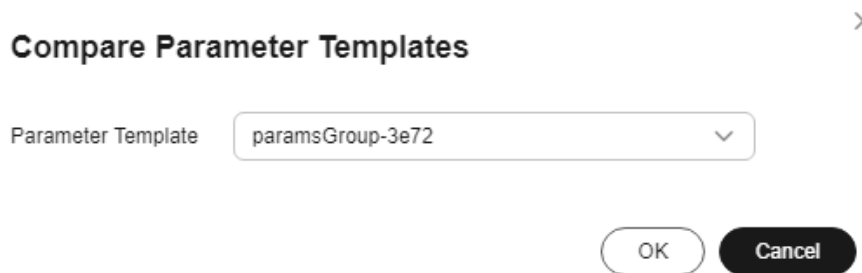 Compare Parameter Templates
Parameter Template paramsGroup-3e72
OK Cancel